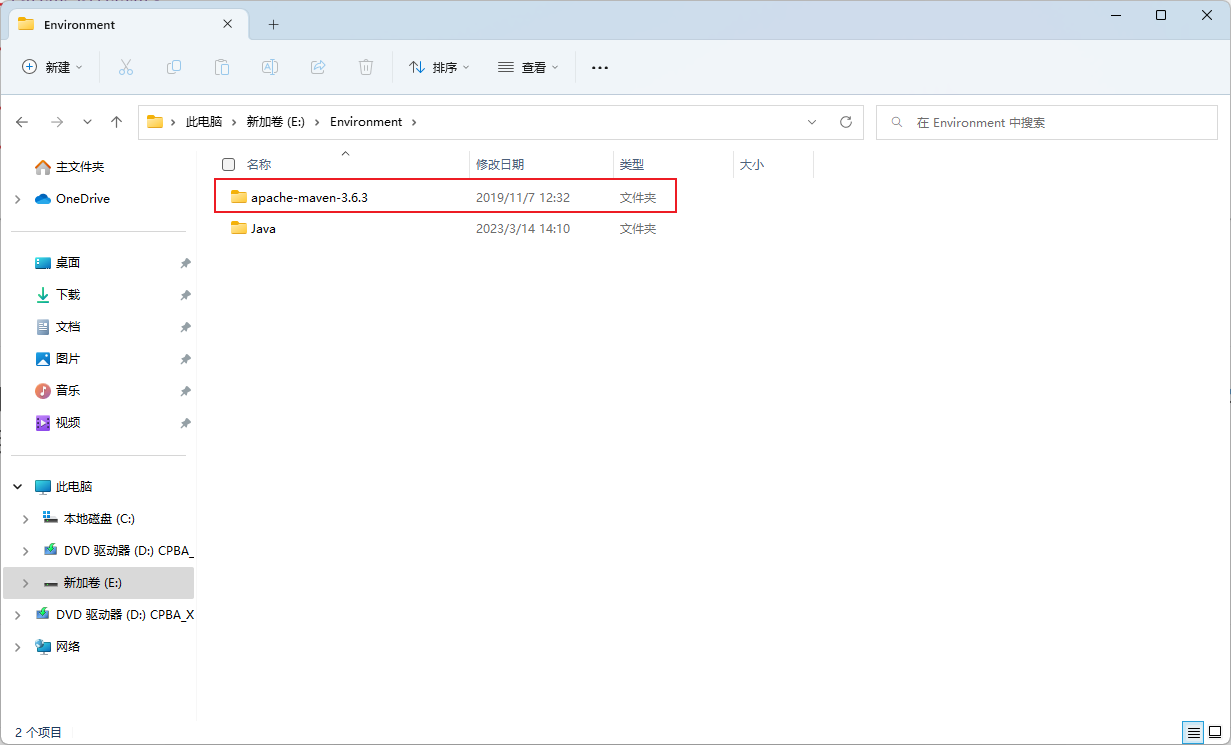 Environment
新建
排序
查看
此电脑
新加卷 (E:)
Environment
在 Environment 中搜索
主文件夹
OneDrive
桌面
下载
文档
图片
音乐
视频
此电脑
本地磁盘 (C:)
DVD 驱动器 (D:) CPBA_
新加卷 (E:)
DVD 驱动器 (D:) CPBA_X
网络
名称 修改日期 类型 大小
apache-maven-3.6.3 2019/11/7 12:32 文件夹
Java 2023/3/14 14:10 文件夹
2 个项目